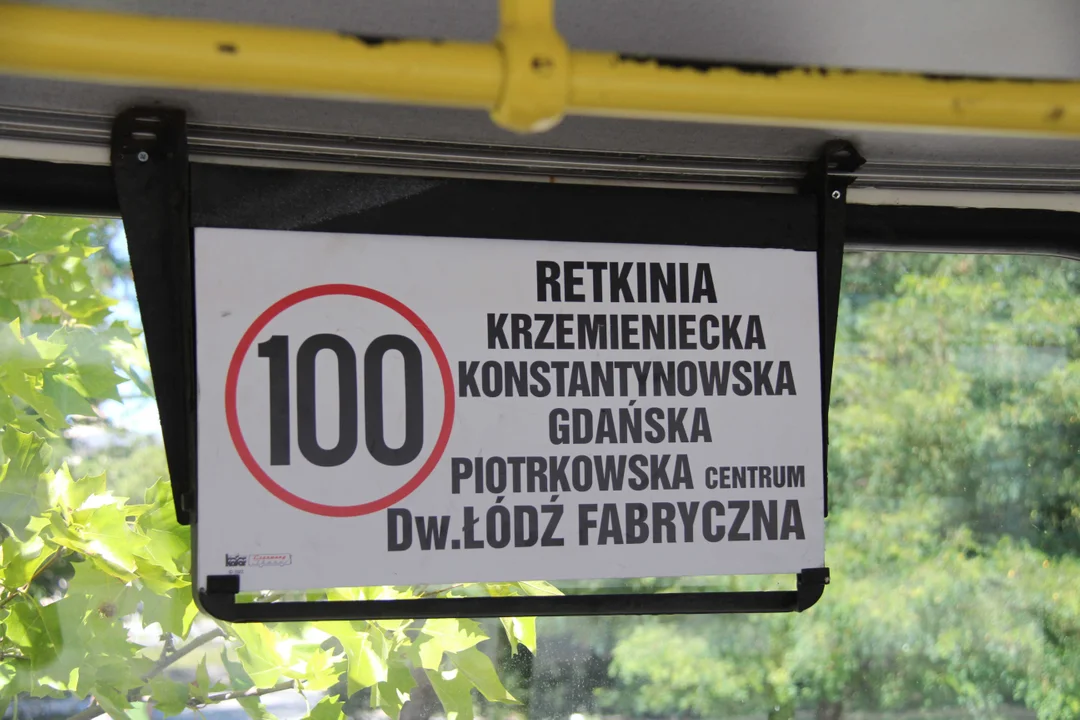 100
RETKINIA
KRZEMIENIECKA
KONSTANTYNOWSKA
GDAŃSKA
PIOTRKOWSKA CENTRUM
Dw.ŁÓDŹ FABRYCZNA